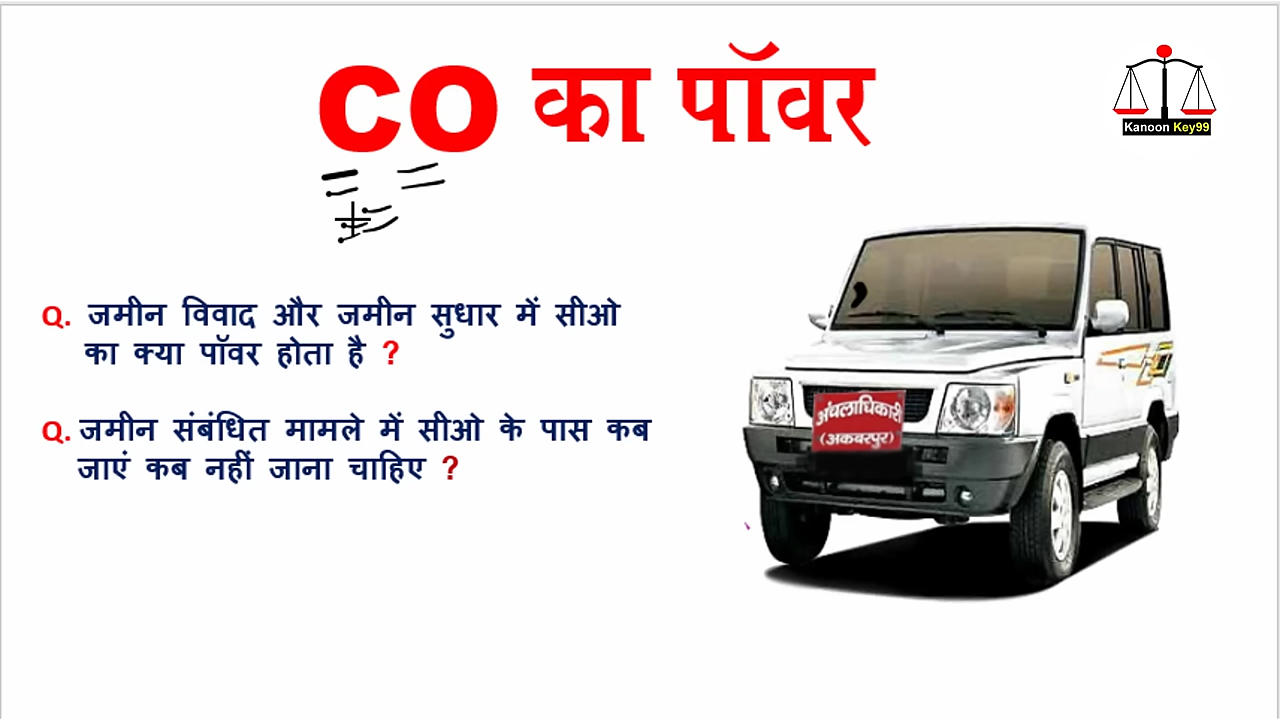 CO का पॉवर
Kanoon Key99
Q. जमीन विवाद और जमीन सुधार में सीओ
का क्या पॉवर होता है ?
Q. जमीन संबंधित मामले में सीओ के पास कब
जाएं कब नहीं जाना चाहिए ?
अंचलाधिकारी
(अकबरपुर)